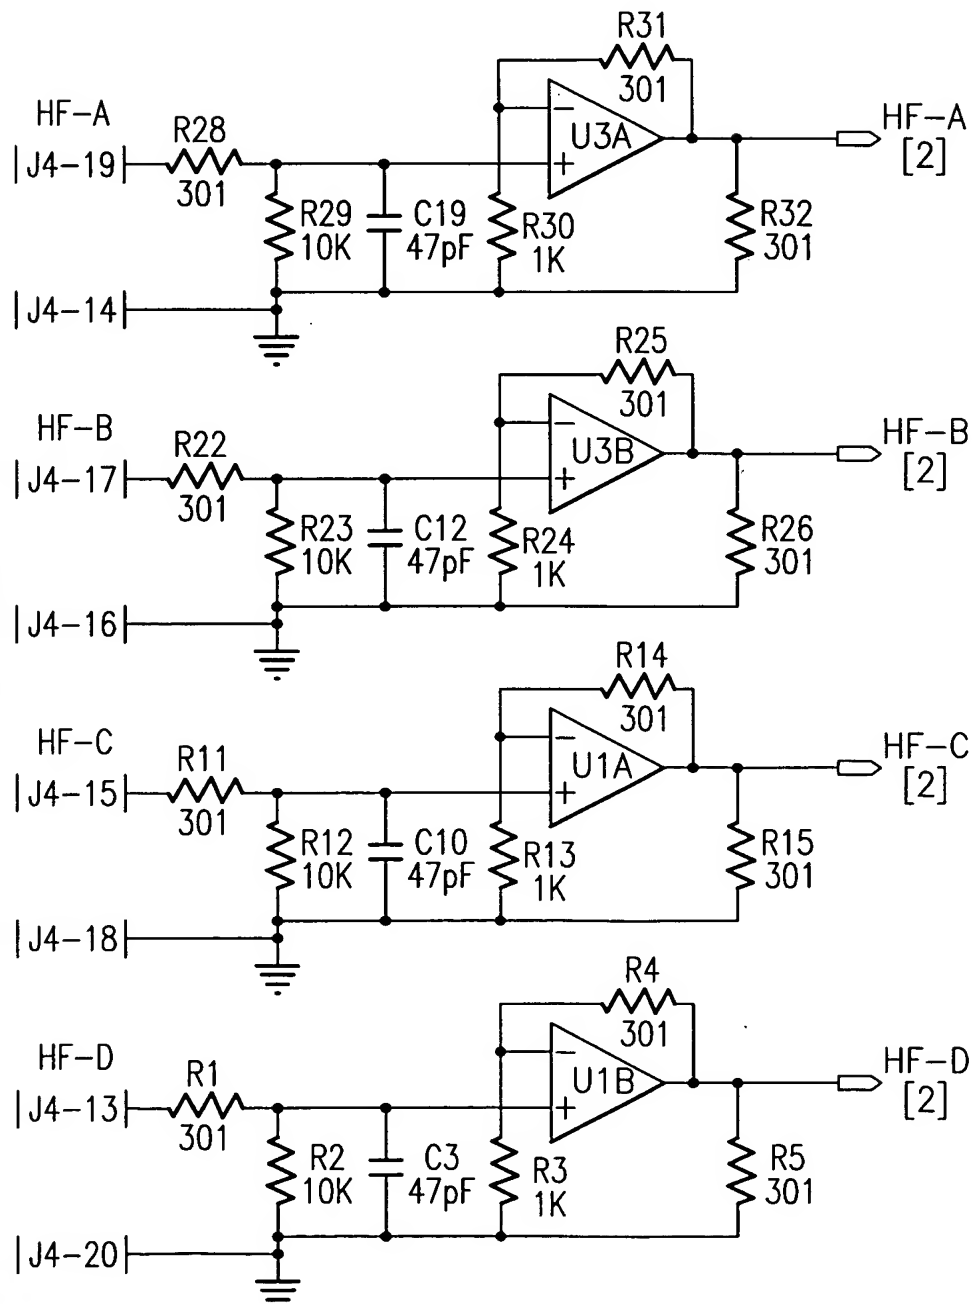 R31
301
HF-A
R28
U3A
HF-A
[2]
J4-19
301
R29
10K
C19
47pF
R30
1K
R32
301
J4-14
R25
301
HF-B
R22
U3B
HF-B
[2]
J4-17
301
R23
10K
C12
47pF
R24
1K
R26
301
J4-16
R14
301
HF-C
R11
U1A
HF-C
[2]
J4-15
301
R12
10K
C10
47pF
R13
1K
R15
301
J4-18
R4
301
HF-D
R1
U1B
HF-D
[2]
J4-13
301
R2
10K
C3
47pF
R3
1K
R5
301
J4-20